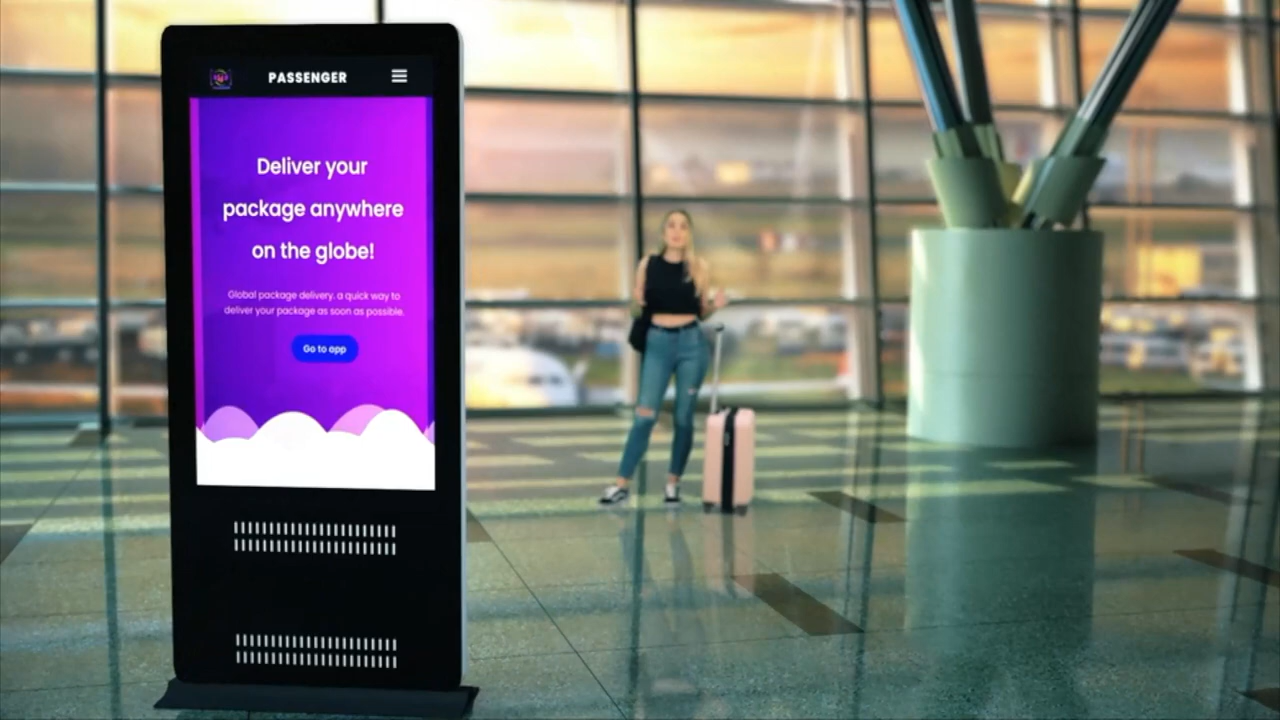 PASSENGER
Deliver your
package anywhere
on the globe!
Global package delivery. a quick way to
deliver your package as soon as possible.
Go to app